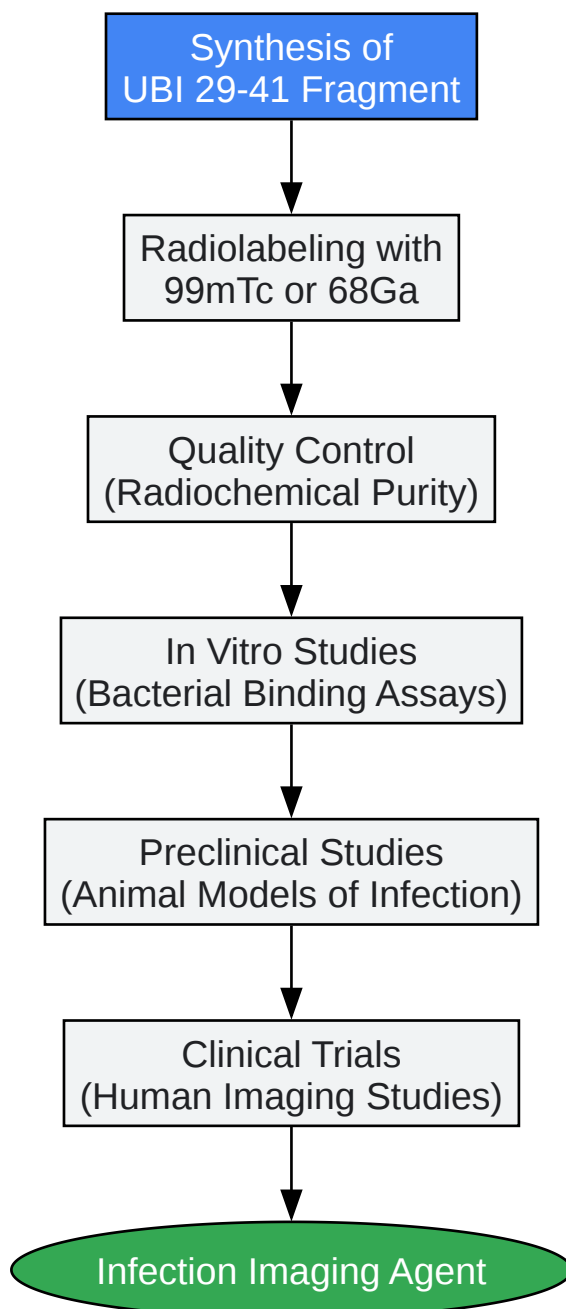 Synthesis of
UBI 29-41 Fragment
Radiolabeling with
99mTc or 68Ga
Quality Control
(Radiochemical Purity)
In Vitro Studies
(Bacterial Binding Assays)
Preclinical Studies
(Animal Models of Infection)
Clinical Trials
(Human Imaging Studies)
Infection Imaging Agent